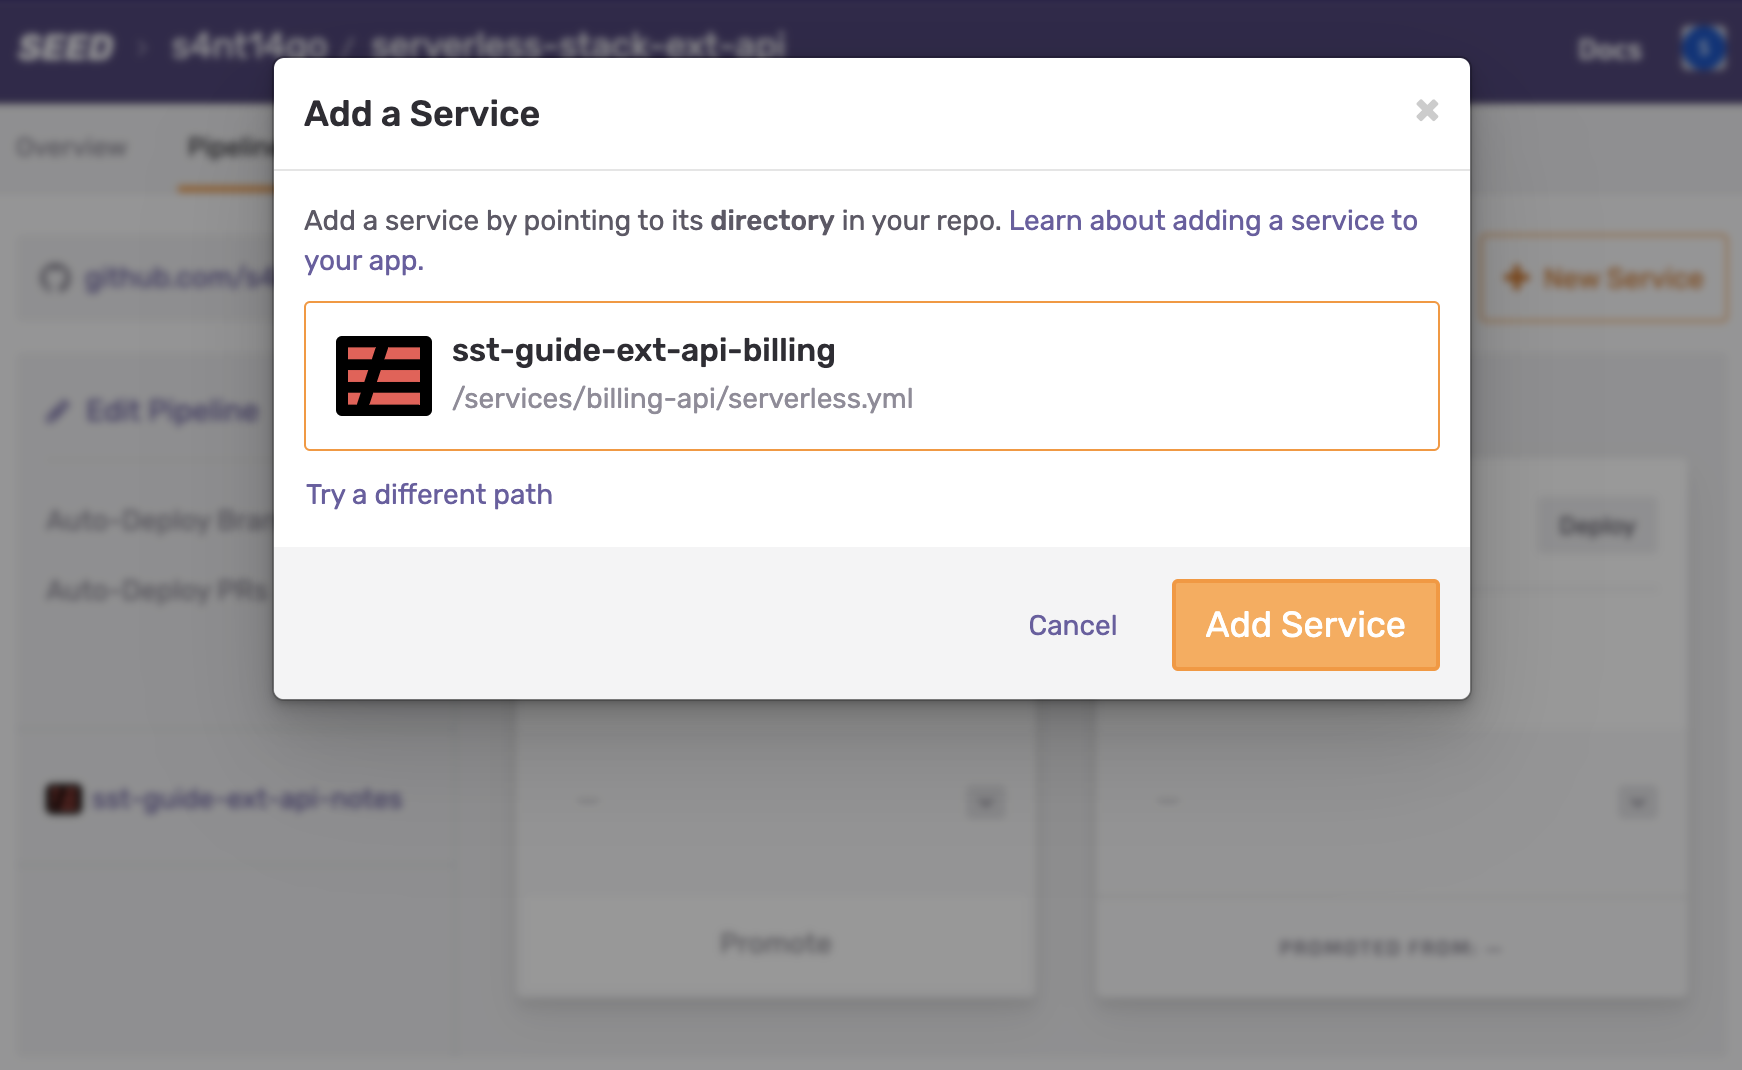 SEED › s4nt14go / serverless-stack-ext-api
Docs
Add a Service
Overview
Pipeline
Add a service by pointing to its directory in your repo. Learn about adding a service to
your app.
github.com/s4
New Service
sst-guide-ext-api-billing
/services/billing-api/serverless.yml
Edit Pipeline
Try a different path
Auto-Deploy Bran
Deploy
Auto-Deploy PRs
Cancel
Add Service
sst-guide-ext-api-notes
--
--
Promote
PROMOTED FROM: --